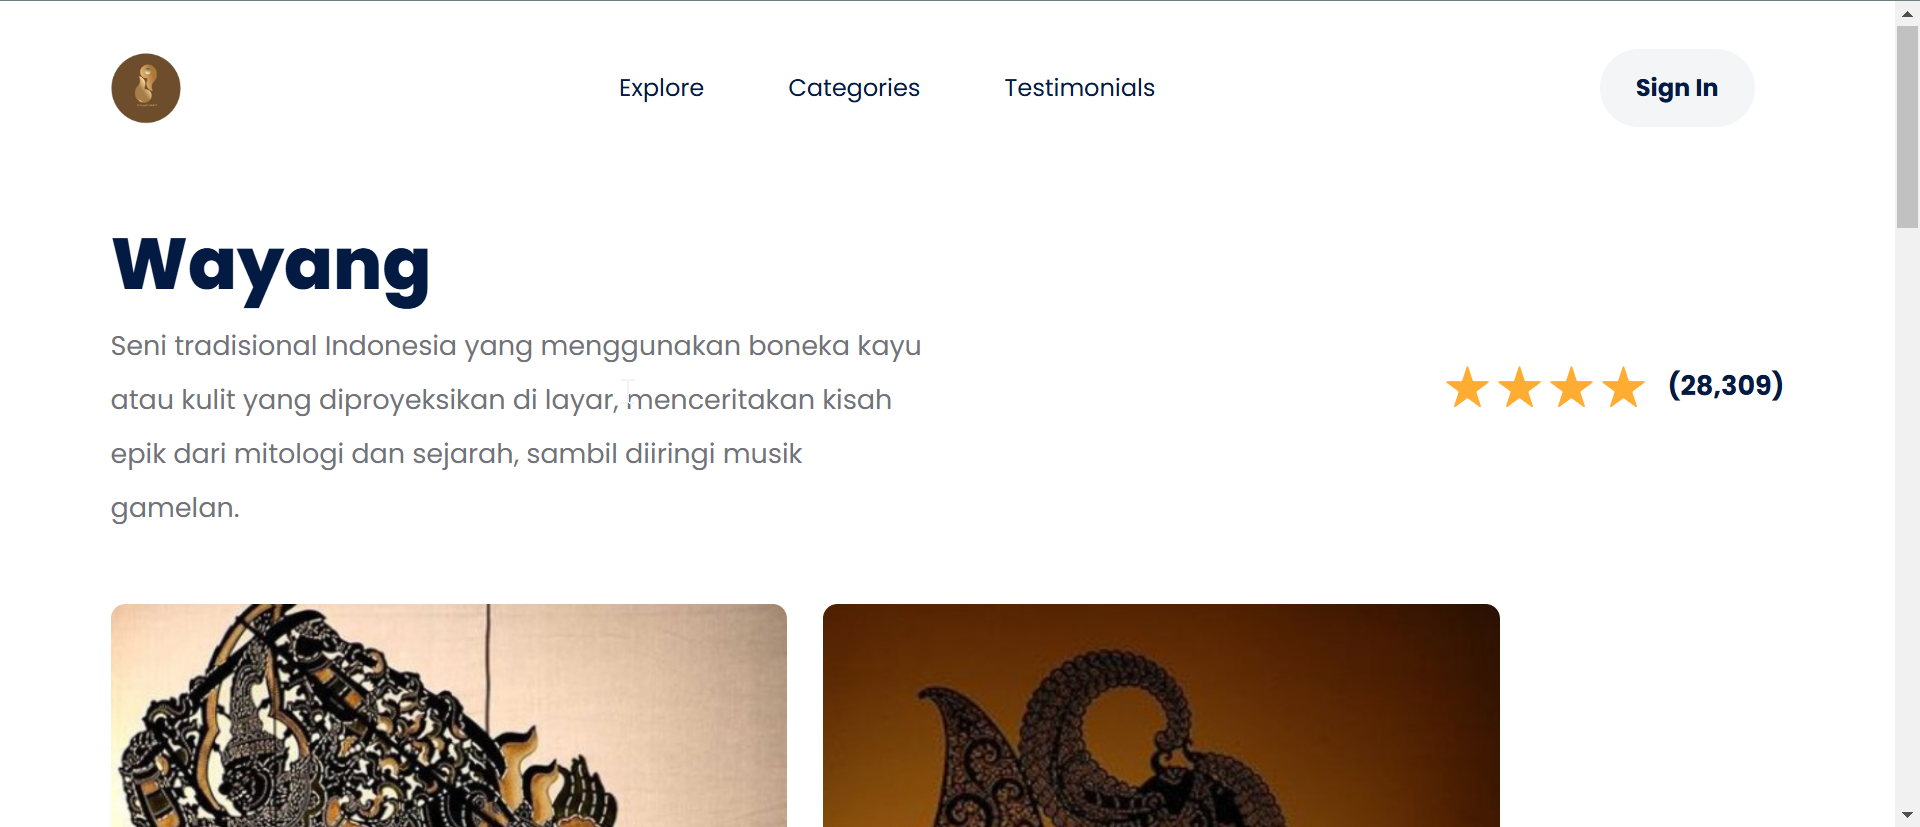 Explore
Categories
Testimonials
Sign In
Wayang
Seni tradisional Indonesia yang menggunakan boneka kayu
atau kulit yang diproyeksikan di layar, menceritakan kisah
epik dari mitologi dan sejarah, sambil diiringi musik
gamelan.
(28,309)